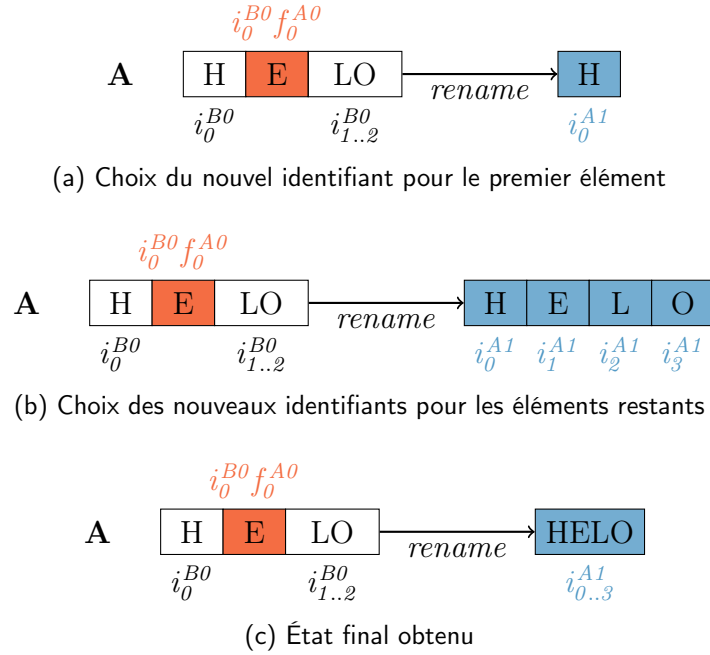 i_0^{B0} f_0^{A0}
A H E LO rename H
i_0^{B0} i_{1..2}^{B0} i_0^{A1}
(a) Choix du nouvel identifiant pour le premier élément
i_0^{B0} f_0^{A0}
A H E LO rename H E L O
i_0^{B0} i_{1..2}^{B0} i_0^{A1} i_1^{A1} i_2^{A1} i_3^{A1}
(b) Choix des nouveaux identifiants pour les éléments restants
i_0^{B0} f_0^{A0}
A H E LO rename HELO
i_0^{B0} i_{1..2}^{B0} i_{0..3}^{A1}
(c) État final obtenu